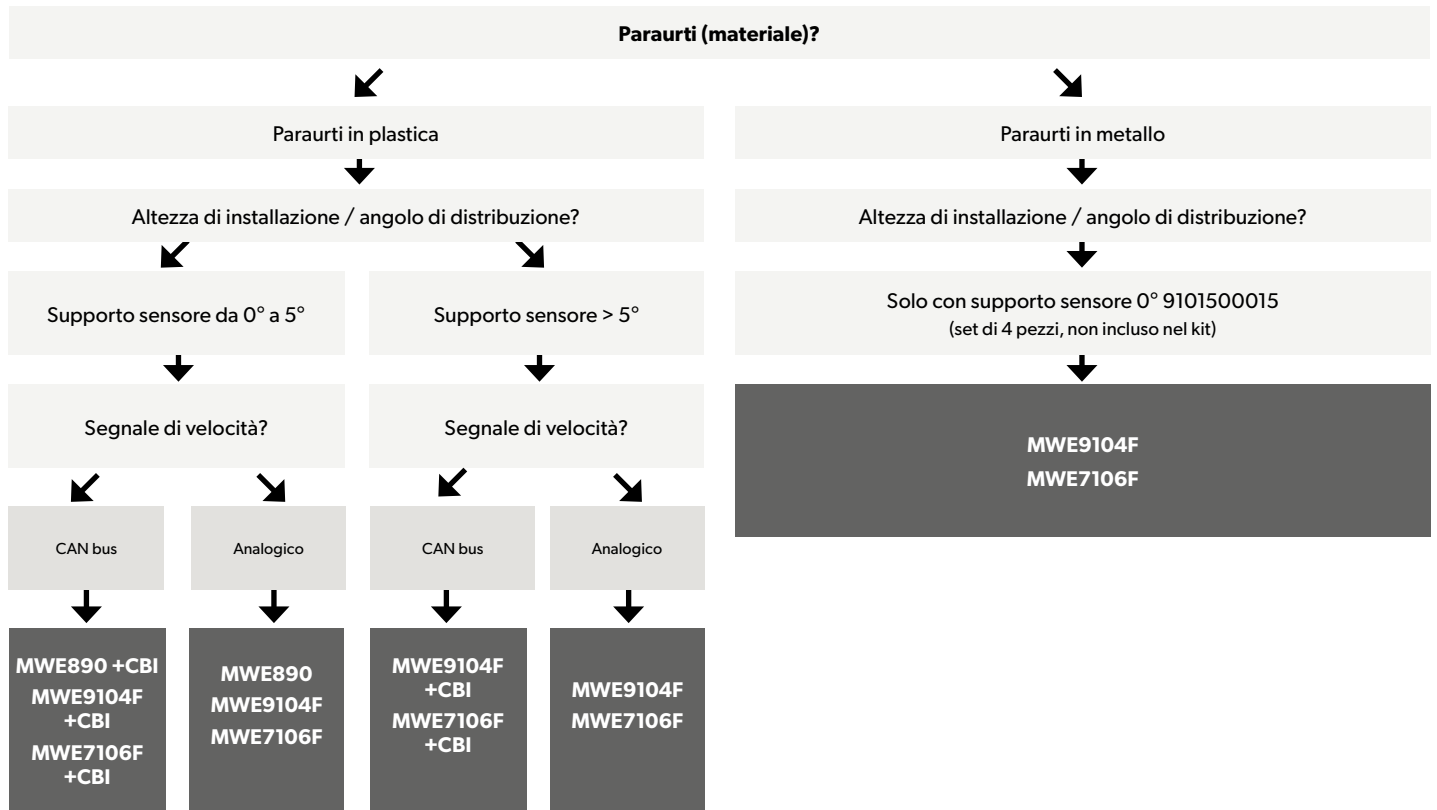 Paraurti (materiale)?
Paraurti in plastica
Paraurti in metallo
Altezza di installazione / angolo di distribuzione?
Altezza di installazione / angolo di distribuzione?
Supporto sensore da 0° a 5°
Supporto sensore > 5°
Solo con supporto sensore 0° 9101500015
(set di 4 pezzi, non incluso nel kit)
Segnale di velocità?
Segnale di velocità?
MWE9104F
MWE7106F
CAN bus
Analogico
CAN bus
Analogico
MWE890 +CBI
MWE9104F
+CBI
MWE7106F
+CBI
MWE890
MWE9104F
MWE7106F
MWE9104F
+CBI
MWE7106F
+CBI
MWE9104F
MWE7106F